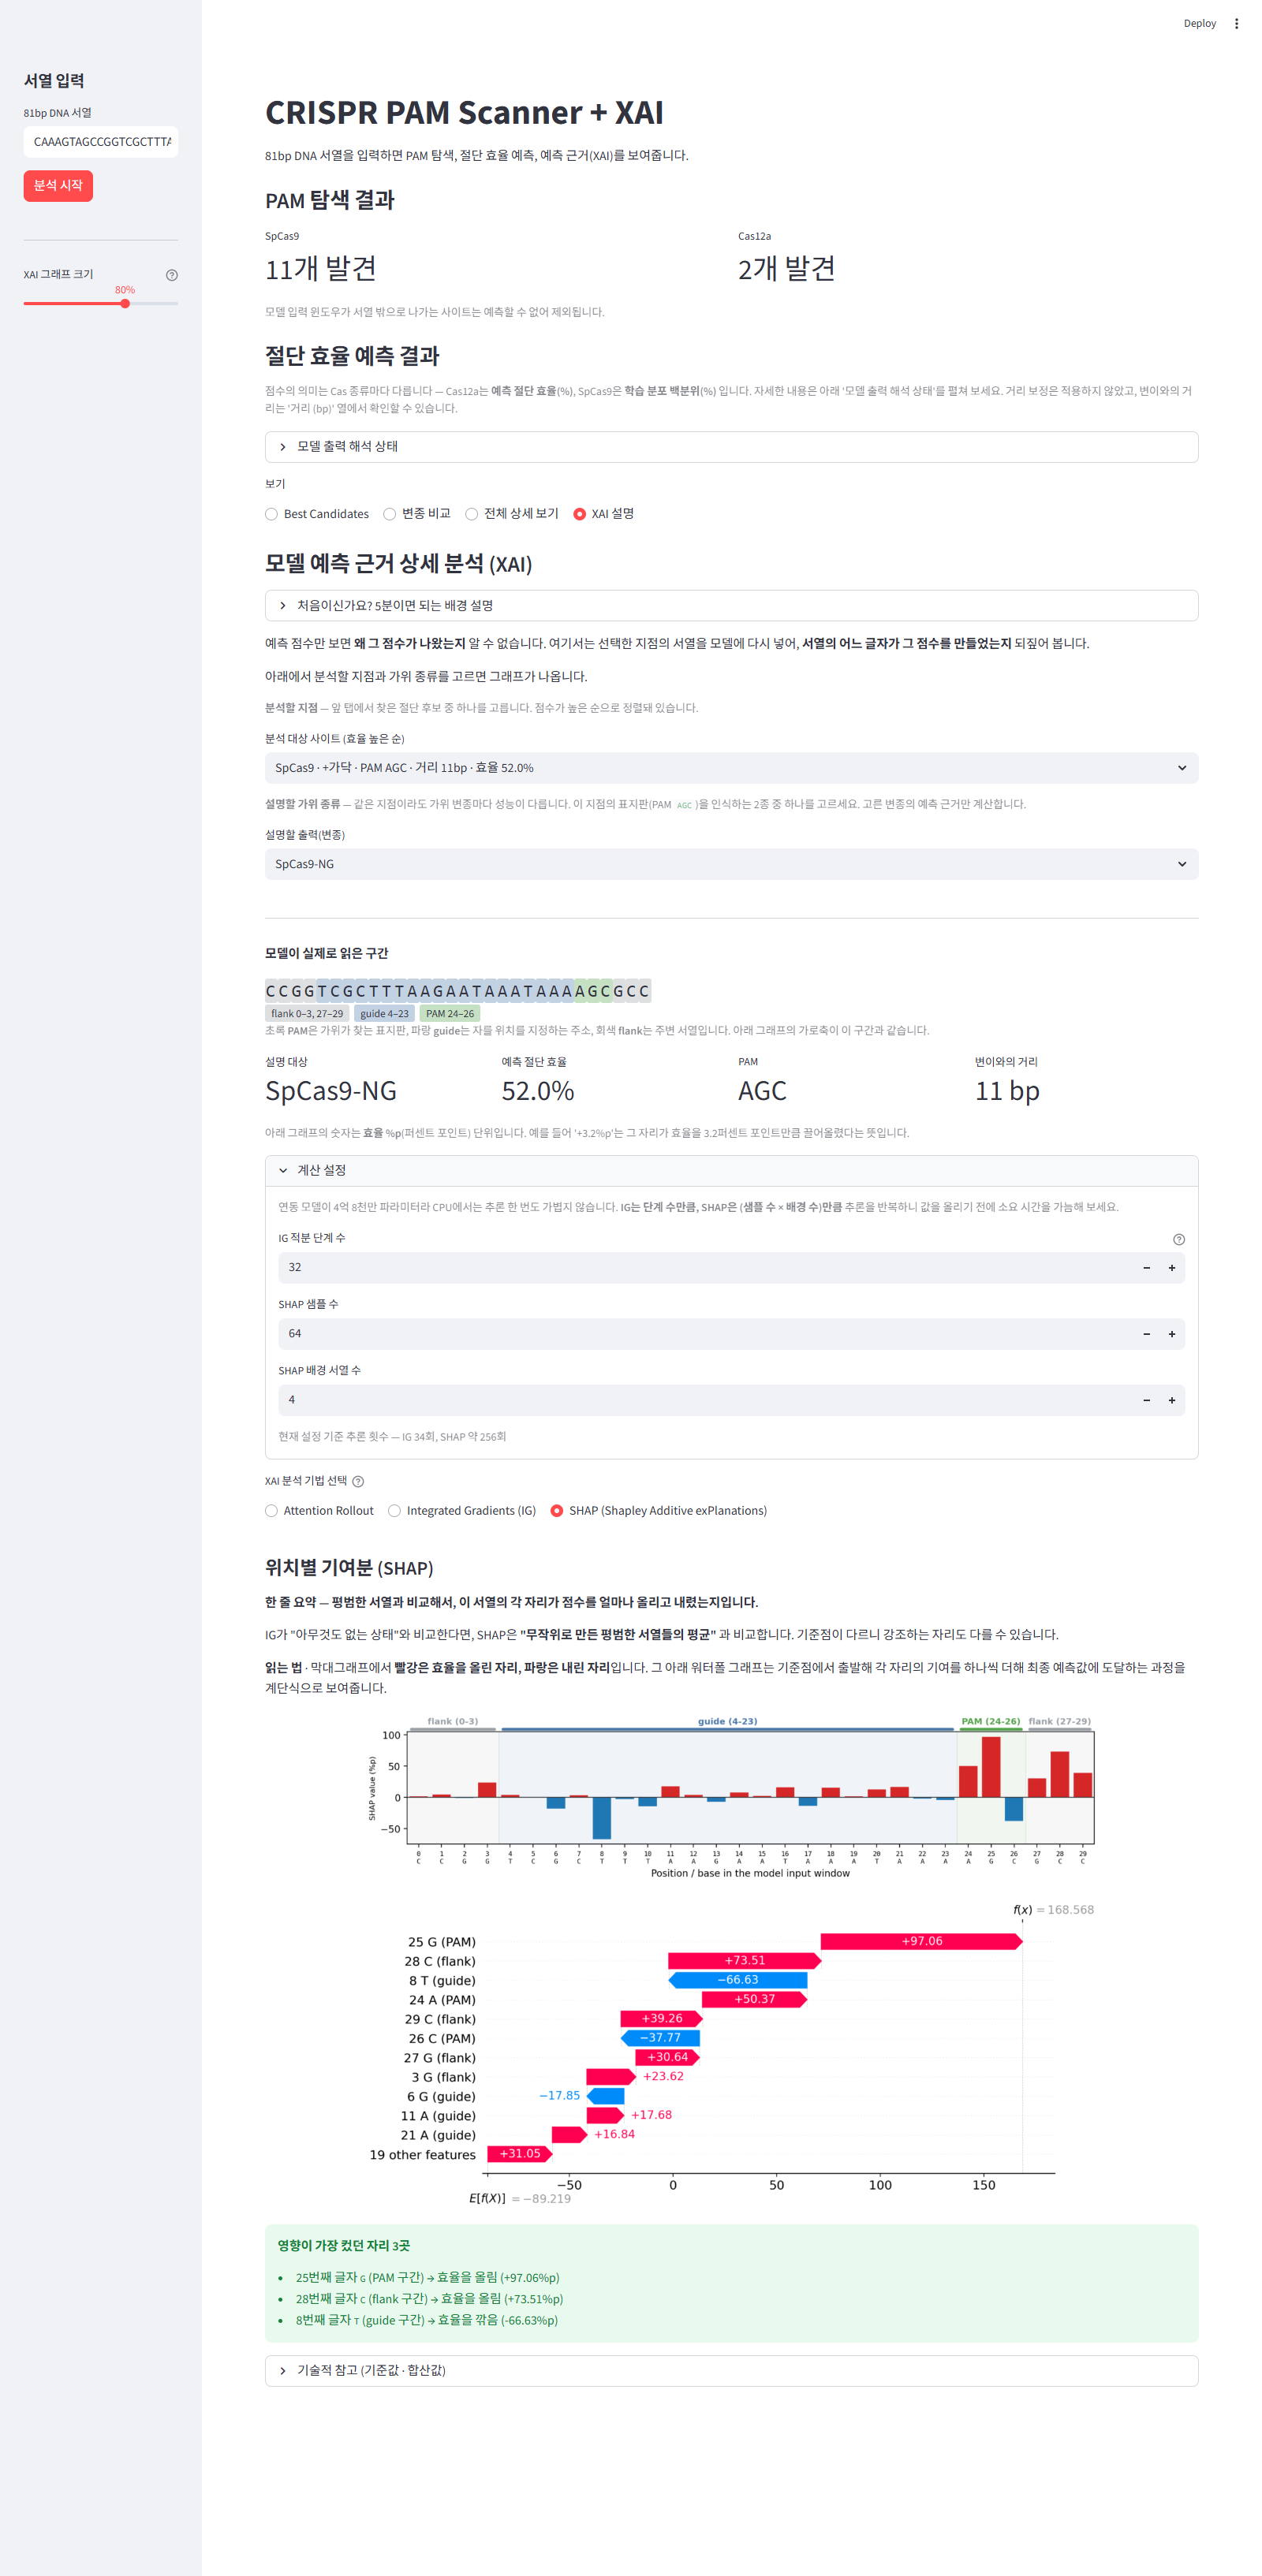 Deploy
서열 입력
81bp DNA 서열
CAAAGTAGCCGGTCGCTTTA
분석 시작
XAI 그래프 크기
80%
CRISPR PAM Scanner + XAI
81bp DNA 서열을 입력하면 PAM 탐색, 절단 효율 예측, 예측 근거(XAI)를 보여줍니다.
PAM 탐색 결과
SpCas9 Cas12a
11개 발견 2개 발견
모델 입력 윈도우가 서열 밖으로 나가는 사이트는 예측할 수 없어 제외됩니다.
절단 효율 예측 결과
점수의 의미는 Cas 종류마다 다릅니다 — Cas12a는 예측 절단 효율(%), SpCas9은 학습 분포 백분위(%) 입니다. 자세한 내용은 아래 '모델 출력 해석 상태'를 펼쳐 보세요. 거리 보정은 적용하지 않았고, 변이와의 거
리는 '거리 (bp)' 열에서 확인할 수 있습니다.
모델 출력 해석 상태
보기
Best Candidates 변종 비교 전체 상세 보기 XAI 설명
모델 예측 근거 상세 분석 (XAI)
처음이신가요? 5분이면 되는 배경 설명
예측 점수만 보면 왜 그 점수가 나왔는지 알 수 없습니다. 여기서는 선택한 지점의 서열을 모델에 다시 넣어, 서열의 어느 글자가 그 점수를 만들었는지 되짚어 봅니다.
아래에서 분석할 지점과 가위 종류를 고르면 그래프가 나옵니다.
분석할 지점 — 앞 탭에서 찾은 절단 후보 중 하나를 고릅니다. 점수가 높은 순으로 정렬돼 있습니다.
분석 대상 사이트 (효율 높은 순)
SpCas9 · +가닥 · PAM AGC · 거리 11bp · 효율 52.0%
설명할 가위 종류 — 같은 지점이라도 가위 변종마다 성능이 다릅니다. 이 지점의 표지판(PAM AGC )을 인식하는 2종 중 하나를 고르세요. 고른 변종의 예측 근거만 계산합니다.
설명할 출력(변종)
SpCas9-NG
모델이 실제로 읽은 구간
C C G G T C G C T T T A A G A A T A A A T A A A A G C G C C
flank 0–3, 27–29 guide 4–23 PAM 24–26
초록 PAM은 가위가 찾는 표지판, 파랑 guide는 자를 위치를 지정하는 주소, 회색 flank는 주변 서열입니다. 아래 그래프의 가로축이 이 구간과 같습니다.
설명 대상 예측 절단 효율 PAM 변이와의 거리
SpCas9-NG 52.0% AGC 11 bp
아래 그래프의 숫자는 효율 %p(퍼센트 포인트) 단위입니다. 예를 들어 '+3.2%p'는 그 자리가 효율을 3.2퍼센트 포인트만큼 끌어올렸다는 뜻입니다.
계산 설정
연동 모델이 4억 8천만 파라미터라 CPU에서는 추론 한 번도 가볍지 않습니다. IG는 단계 수만큼, SHAP은 (샘플 수 × 배경 수)만큼 추론을 반복하니 값을 올리기 전에 소요 시간을 가늠해 보세요.
IG 적분 단계 수
32
SHAP 샘플 수
64
SHAP 배경 서열 수
4
현재 설정 기준 추론 횟수 — IG 34회, SHAP 약 256회
XAI 분석 기법 선택
Attention Rollout Integrated Gradients (IG) SHAP (Shapley Additive exPlanations)
위치별 기여분 (SHAP)
한 줄 요약 — 평범한 서열과 비교해서, 이 서열의 각 자리가 점수를 얼마나 올리고 내렸는지입니다.
IG가 "아무것도 없는 상태"와 비교한다면, SHAP은 "무작위로 만든 평범한 서열들의 평균" 과 비교합니다. 기준점이 다르니 강조하는 자리도 다를 수 있습니다.
읽는 법 · 막대그래프에서 빨강은 효율을 올린 자리, 파랑은 내린 자리입니다. 그 아래 워터폴 그래프는 기준점에서 출발해 각 자리의 기여를 하나씩 더해 최종 예측값에 도달하는 과정을
계단식으로 보여줍니다.
flank (0-3) guide (4-23) PAM (24-26) flank (27-29)
SHAP value (%p)
100
50
0
−50
0 1 2 3 4 5 6 7 8 9 10 11 12 13 14 15 16 17 18 19 20 21 22 23 24 25 26 27 28 29
C C G G T C G C T T T A A G A A T A A A T A A A A G C G C C
Position / base in the model input window
f(x) = 168.568
25 G (PAM) +97.06
28 C (flank) +73.51
8 T (guide) −66.63
24 A (PAM) +50.37
29 C (flank) +39.26
26 C (PAM) −37.77
27 G (flank) +30.64
3 G (flank) +23.62
6 G (guide) −17.85
11 A (guide) +17.68
21 A (guide) +16.84
19 other features +31.05
−50 0 50 100 150
E[f(X)] = −89.219
영향이 가장 컸던 자리 3곳
25번째 글자 G (PAM 구간) → 효율을 올림 (+97.06%p)
28번째 글자 C (flank 구간) → 효율을 올림 (+73.51%p)
8번째 글자 T (guide 구간) → 효율을 깎음 (-66.63%p)
기술적 참고 (기준값 · 합산값)